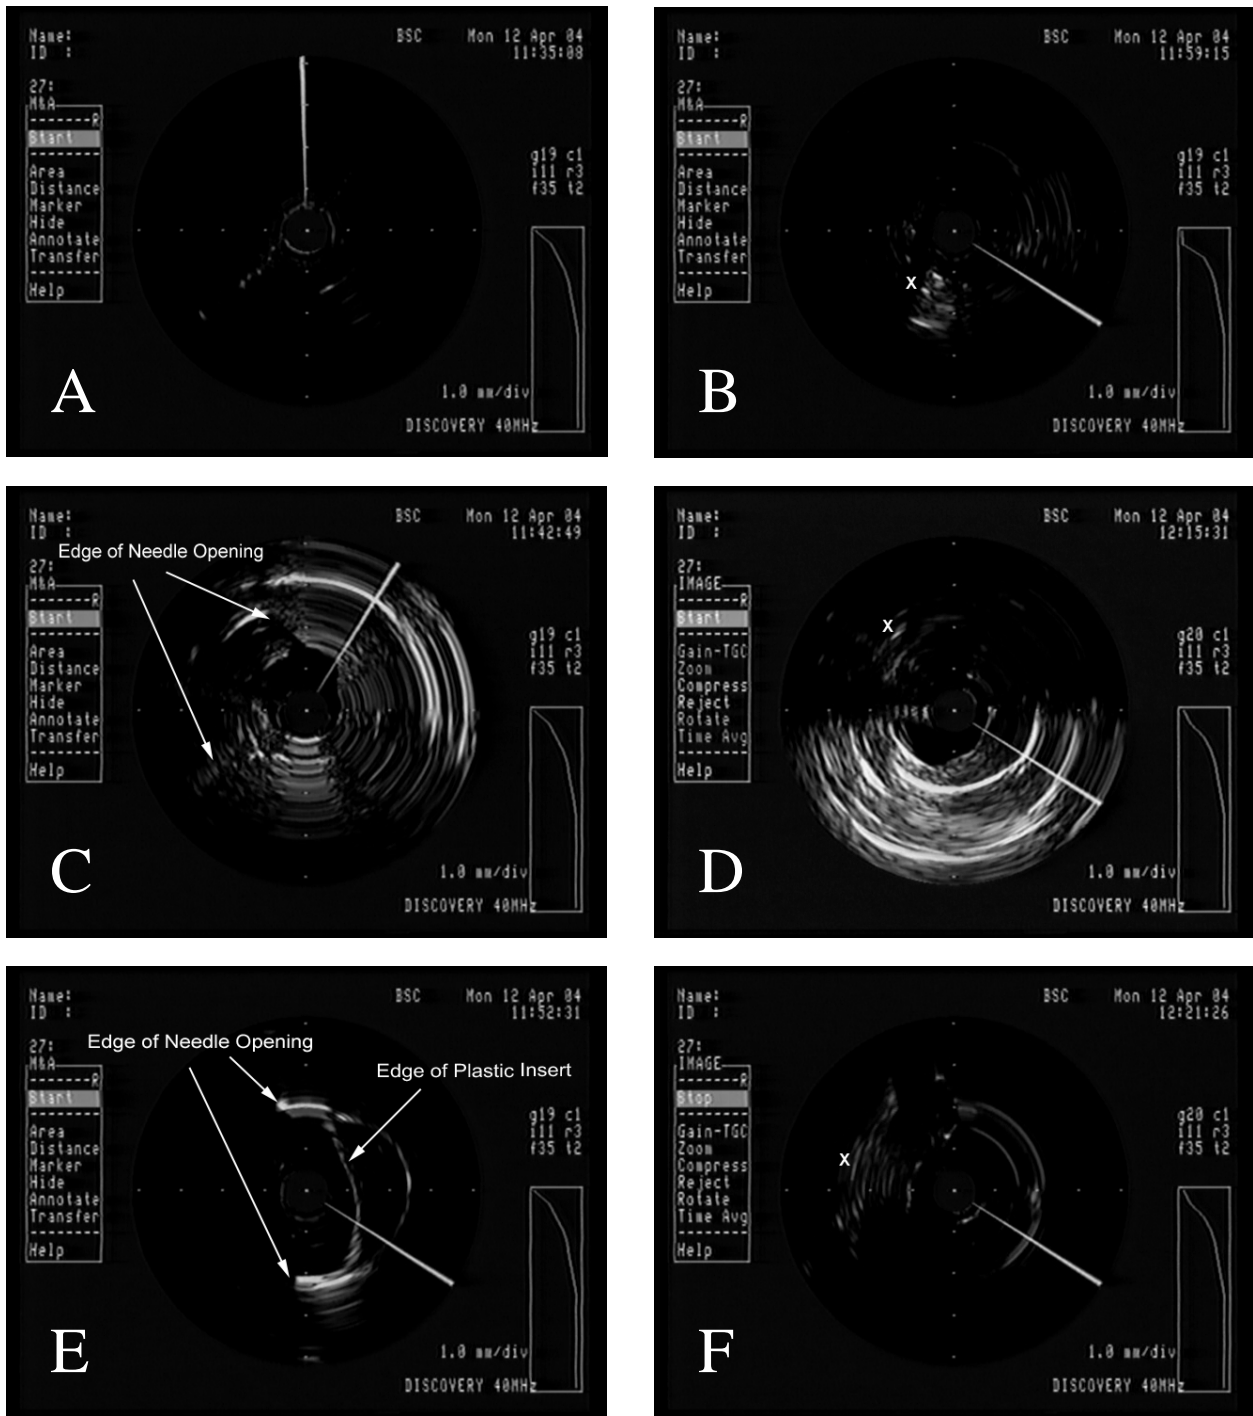 Name: BSC Mon 12 Apr 04
ID : 11:35:08
27:
M&A
-------R
Start
Area
Distance
Marker
Hide
Annotate
Transfer
Help
g19 c1
i11 r3
f35 t2
1.0 mm/div
DISCOVERY 40MHz
A
Name: BSC Mon 12 Apr 04
ID : 11:59:15
27:
M&A
-------R
Start
Area
Distance
Marker
Hide
Annotate
Transfer
Help
g19 c1
i11 r3
f35 t2
X
1.0 mm/div
DISCOVERY 40MHz
B
Name: BSC Mon 12 Apr 04
ID : 11:42:49
Edge of Needle Opening
27:
M&A
-------R
Start
Area
Distance
Marker
Hide
Annotate
Transfer
Help
g19 c1
i11 r3
f35 t2
1.0 mm/div
DISCOVERY 40MHz
C
Name: BSC Mon 12 Apr 04
ID : 12:15:31
27:
IMAGE
-------R
Start
Gain-TGC
Zoom
Compress
Reject
Rotate
Time Avg
Help
g20 c1
i11 r3
f35 t2
X
1.0 mm/div
DISCOVERY 40MHz
D
Name: BSC Mon 12 Apr 04
ID : 11:52:31
Edge of Needle Opening
Edge of Plastic Insert
27:
M&A
-------R
Start
Area
Distance
Marker
Hide
Annotate
Transfer
Help
g19 c1
i11 r3
f35 t2
1.0 mm/div
DISCOVERY 40MHz
E
Name: BSC Mon 12 Apr 04
ID : 12:21:26
27:
IMAGE
-------R
Stop
Gain-TGC
Zoom
Compress
Reject
Rotate
Time Avg
Help
g20 c1
i11 r3
f35 t2
X
1.0 mm/div
DISCOVERY 40MHz
F